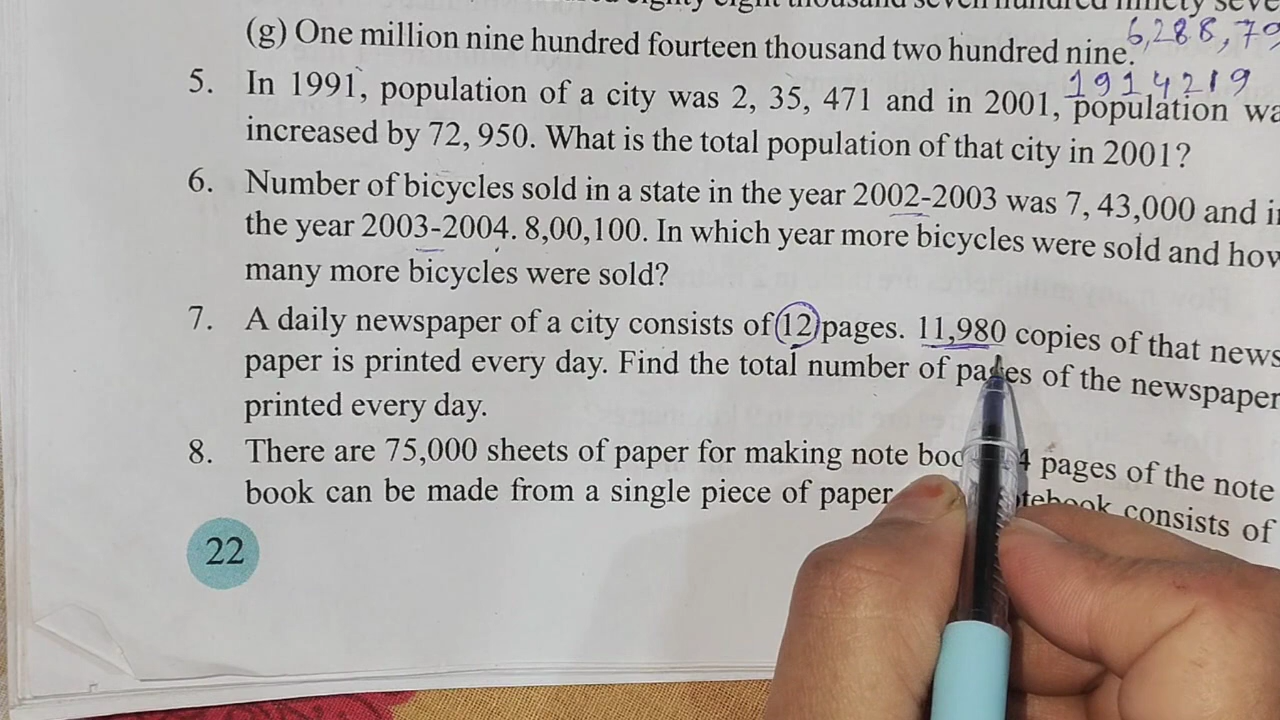 eighty eight thousand seven hundred ninety seve
(g) One million nine hundred fourteen thousand two hundred nine. 6,288,79
1914219
5. In 1991, population of a city was 2, 35, 471 and in 2001, population wa
increased by 72, 950. What is the total population of that city in 2001?
6. Number of bicycles sold in a state in the year 2002-2003 was 7, 43,000 and i
the year 2003-2004. 8,00,100. In which year more bicycles were sold and how
many more bicycles were sold?
7. A daily newspaper of a city consists of 12 pages. 11,980 copies of that news
paper is printed every day. Find the total number of pages of the newspaper
printed every day.
8. There are 75,000 sheets of paper for making note boo 4 pages of the note
book can be made from a single piece of paper tebook consists of
22